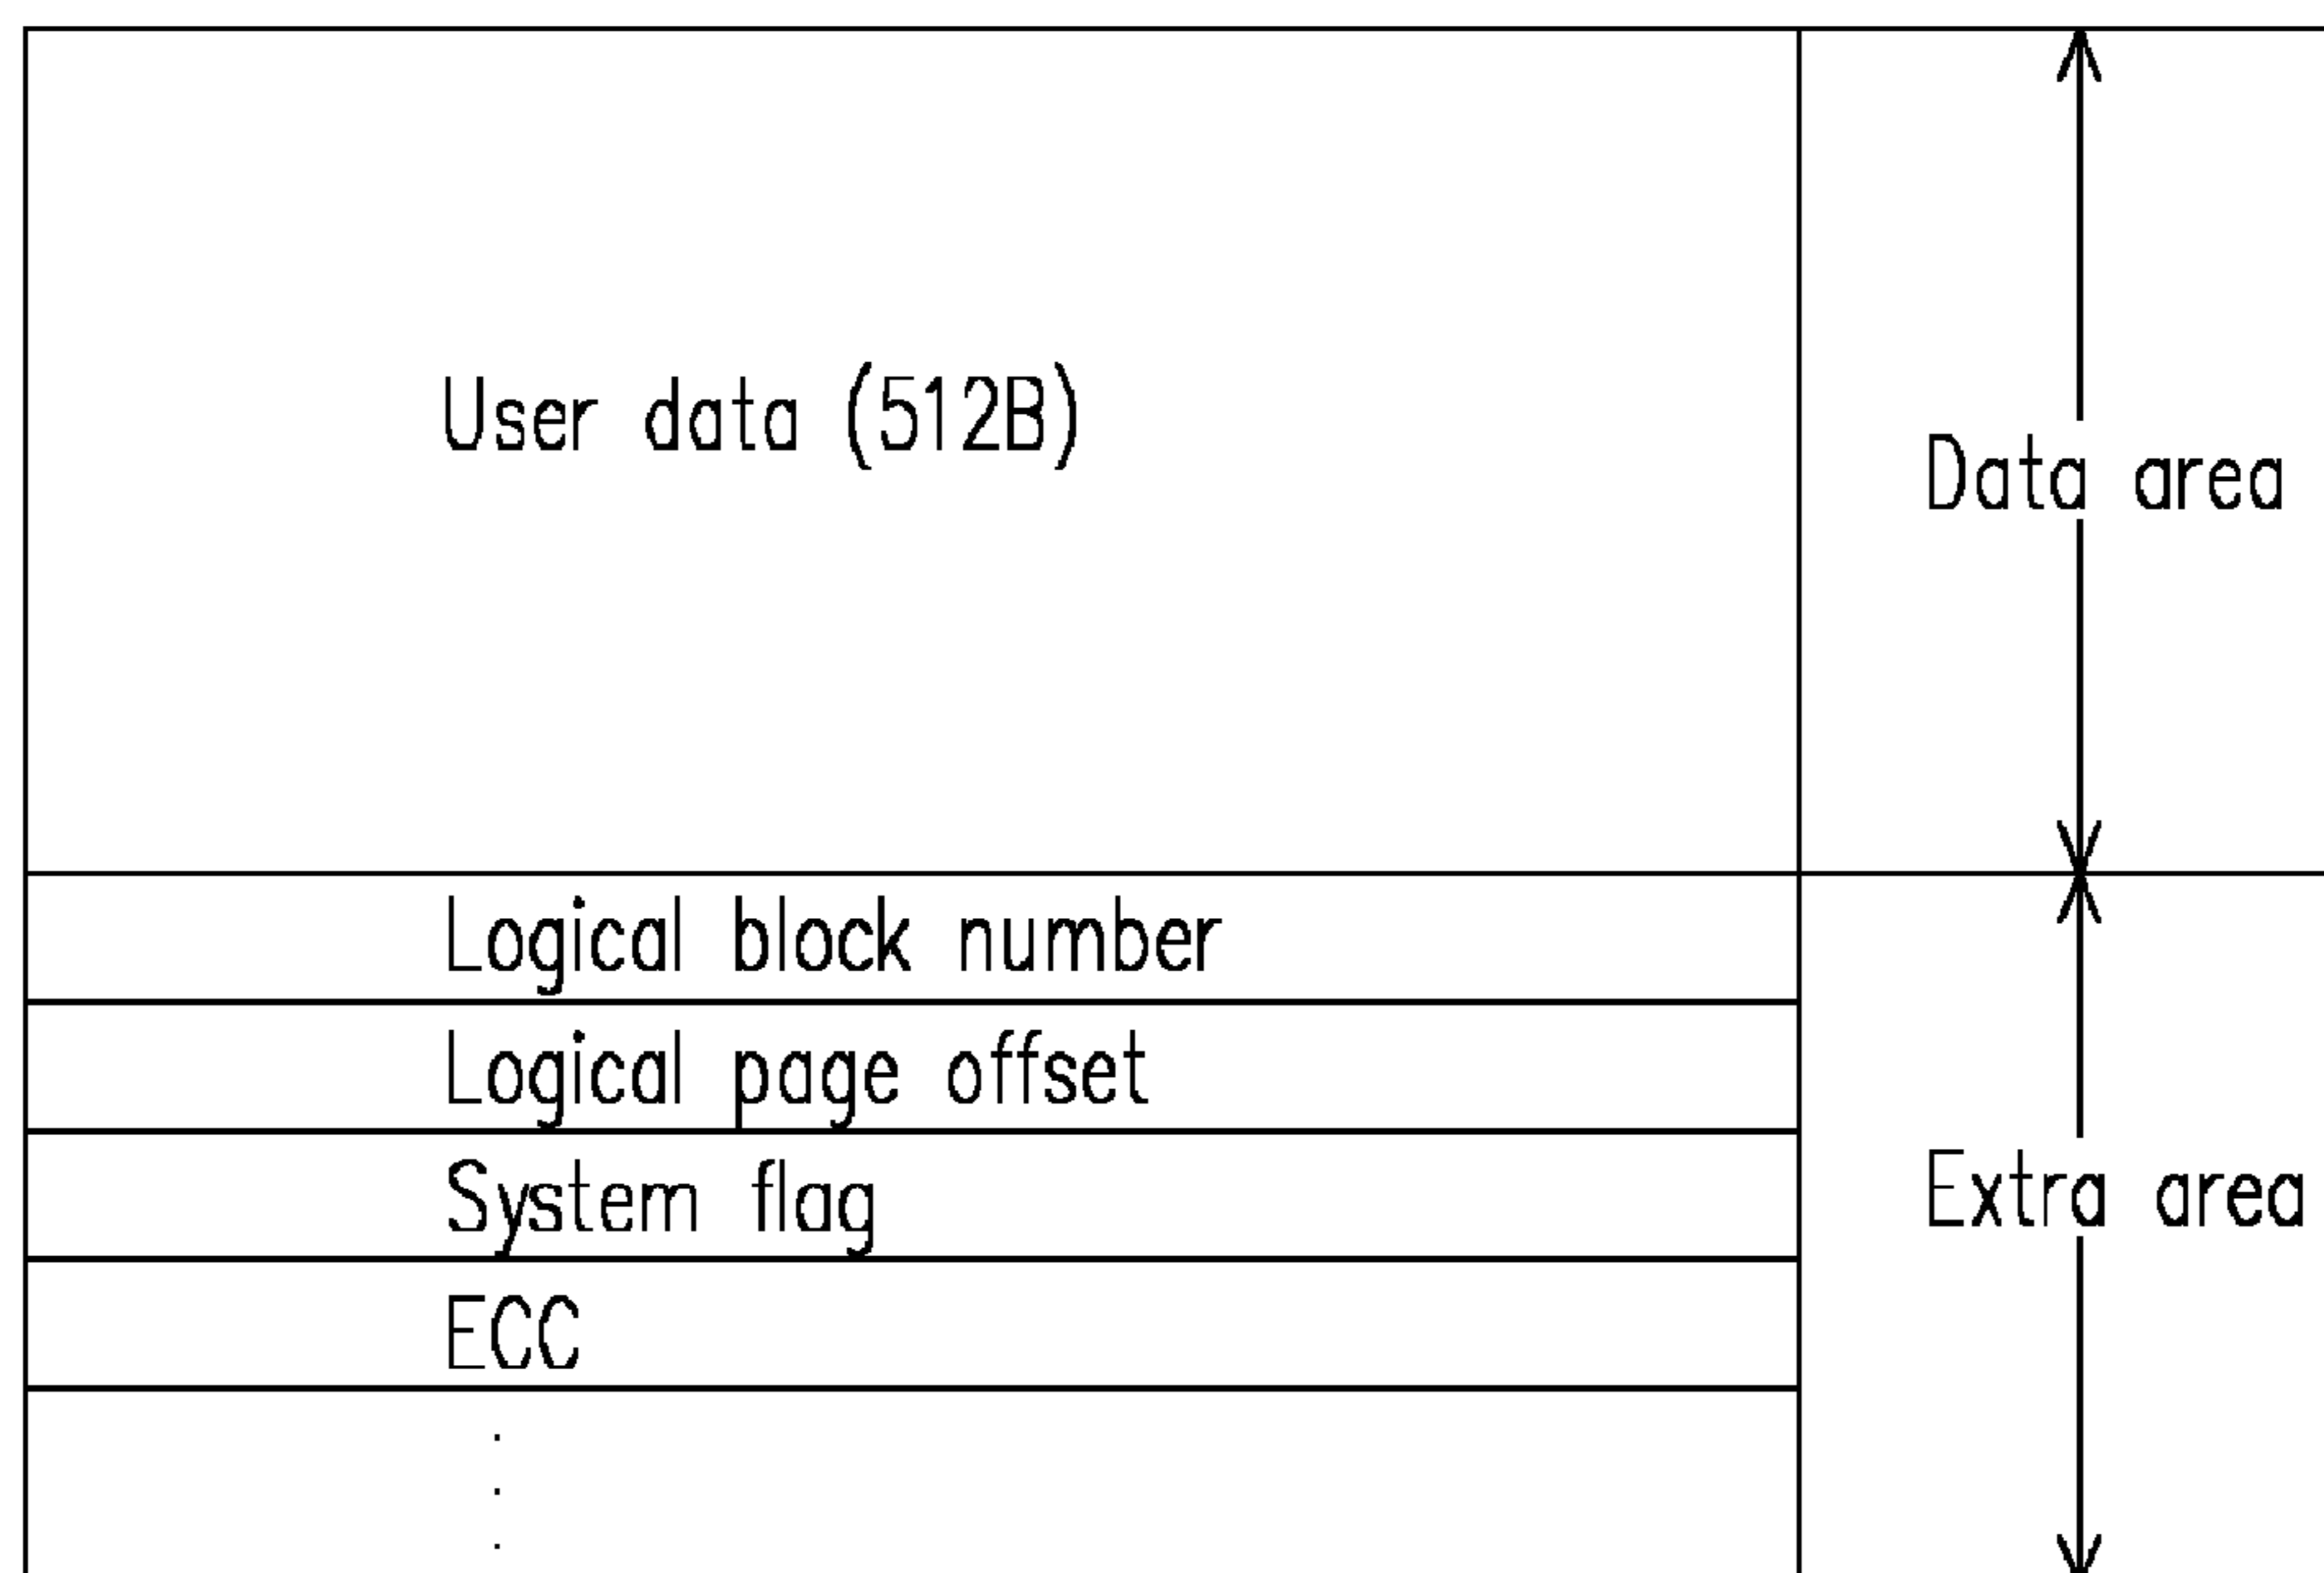 User data (512B)
Data area
Logical block number
Logical page offset
System flag
Extra area
ECC